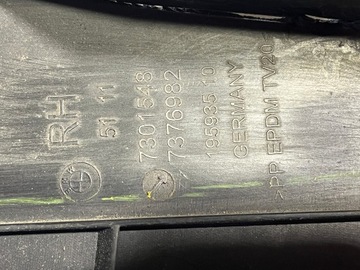 RH
51 11
7301548
7376982
195935 10
GERMANY
>PP EPDM TV20